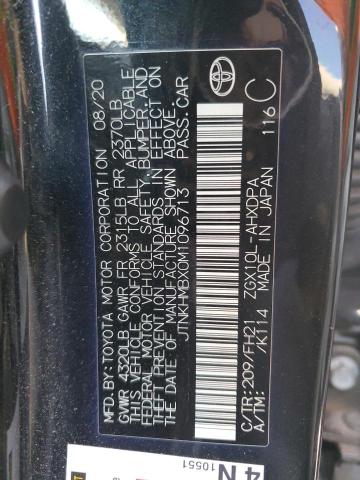 MFD.BY:TOYOTA MOTOR CORPORATION 08/20
GVWR 4320LB GAWR FR 2315LB RR 2370LB
THIS VEHICLE CONFORMS TO ALL APPLICABLE
FEDERAL MOTOR VEHICLE SAFETY, BUMPER, AND
THEFT PREVENTION STANDARDS IN EFFECT ON
THE DATE OF MANUFACTURE SHOWN ABOVE.
JTNKHMBX0M1096713 PASS.CAR
C/TR:209/FH21 ZGX10L-AHXDPA
A/TM: /K114 MADE IN JAPAN
116 C
4 N
10551